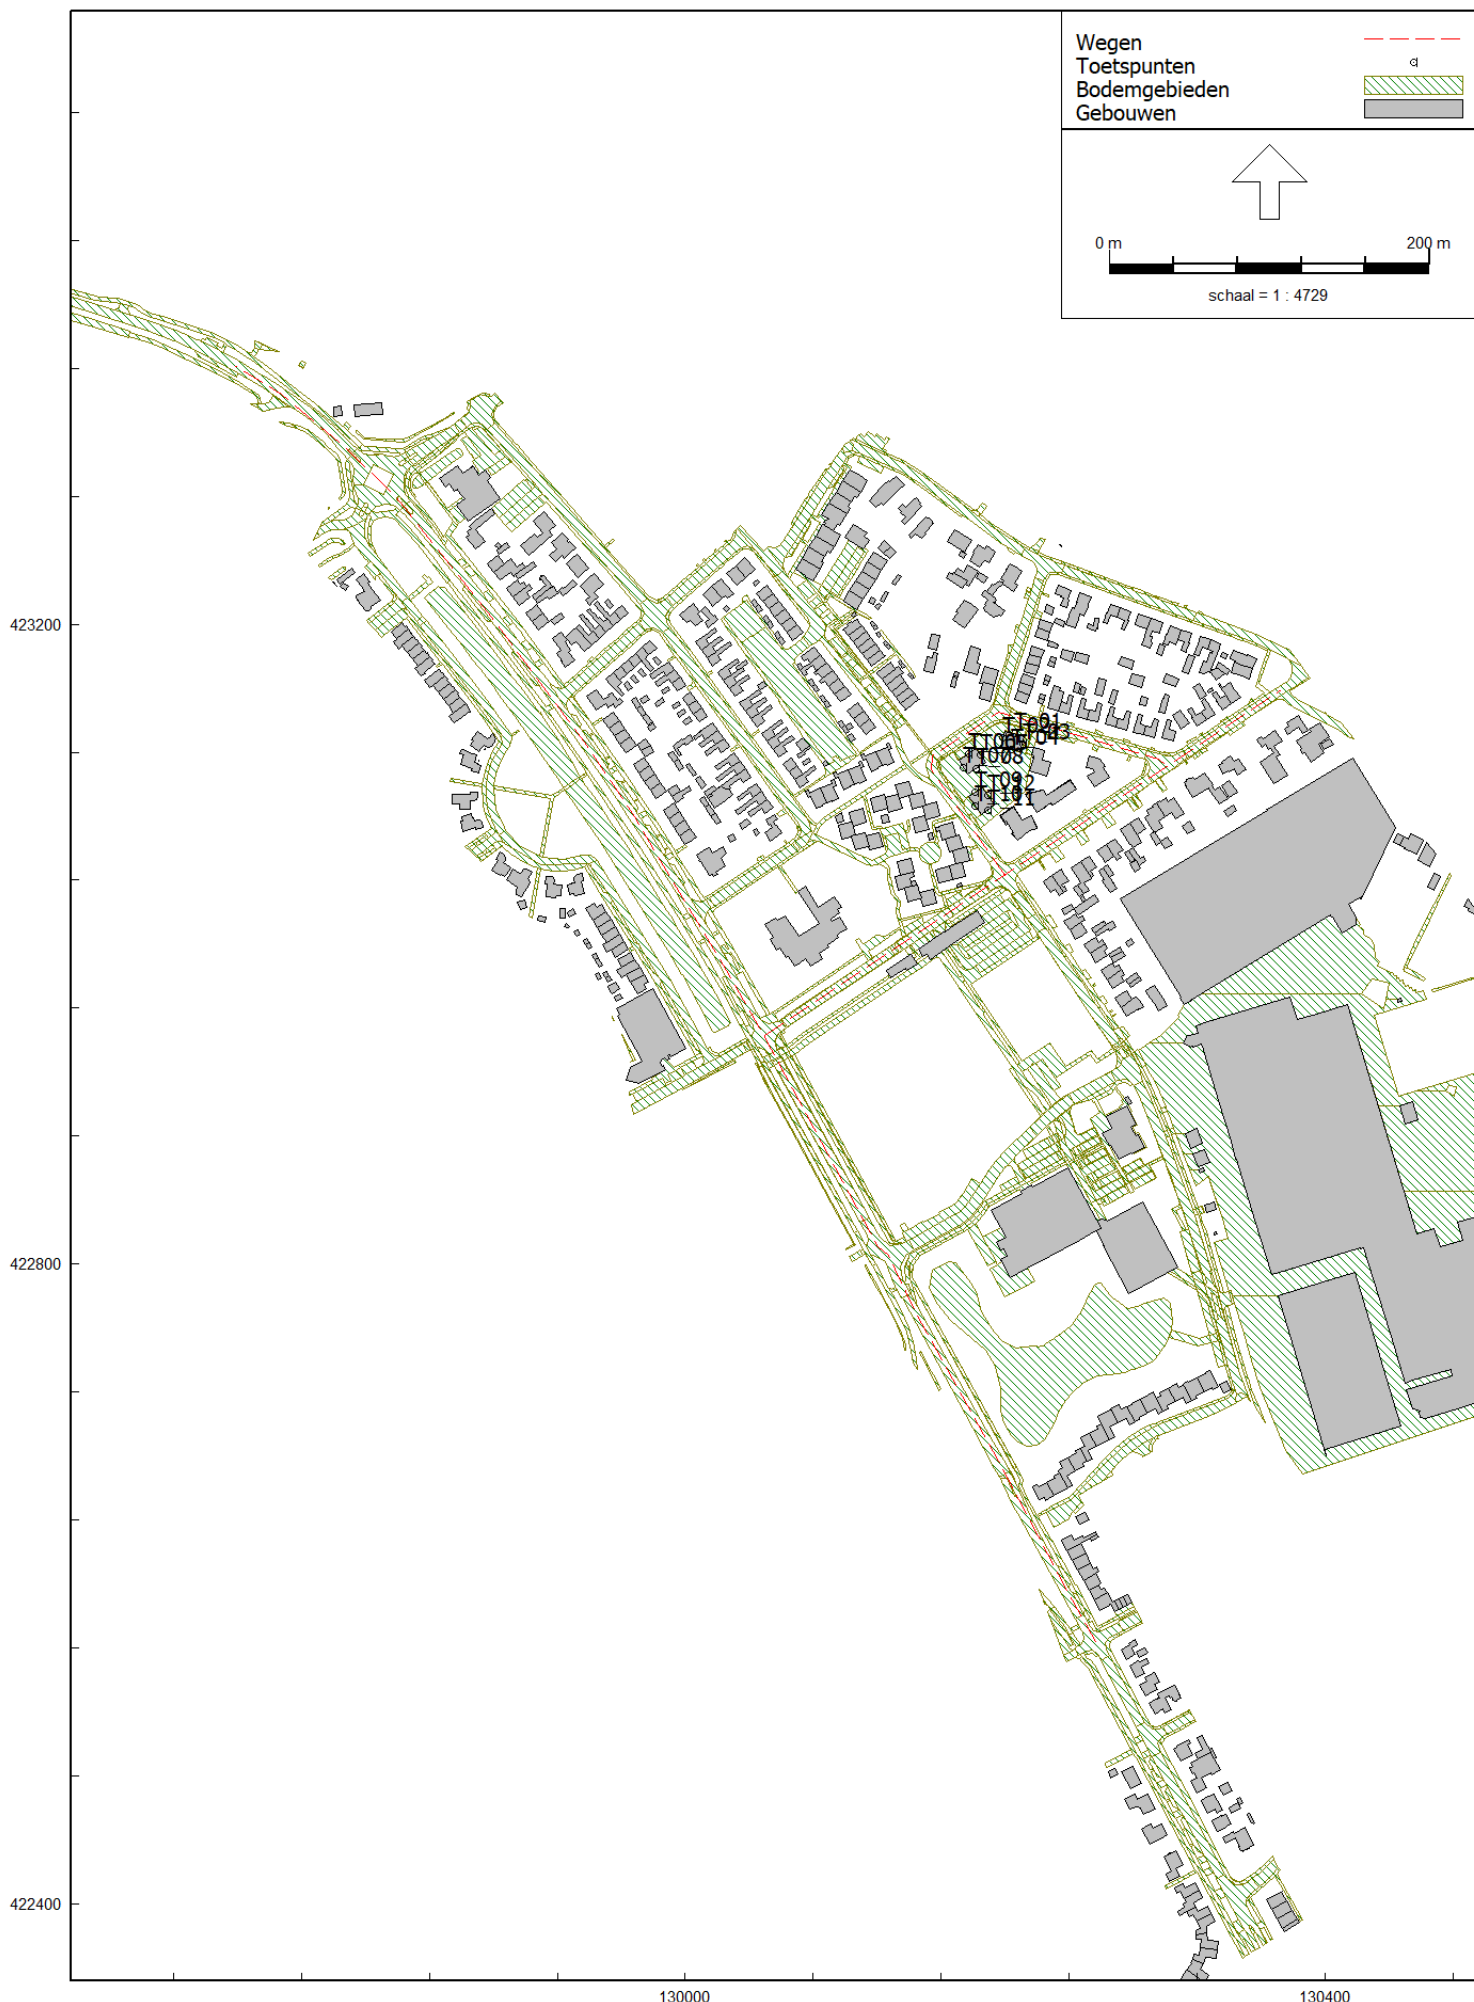 Wegen
Toetspunten
Bodemgebieden
Gebouwen
0 m 200 m
schaal = 1 : 4729
423200
422800
422400
130000 130400